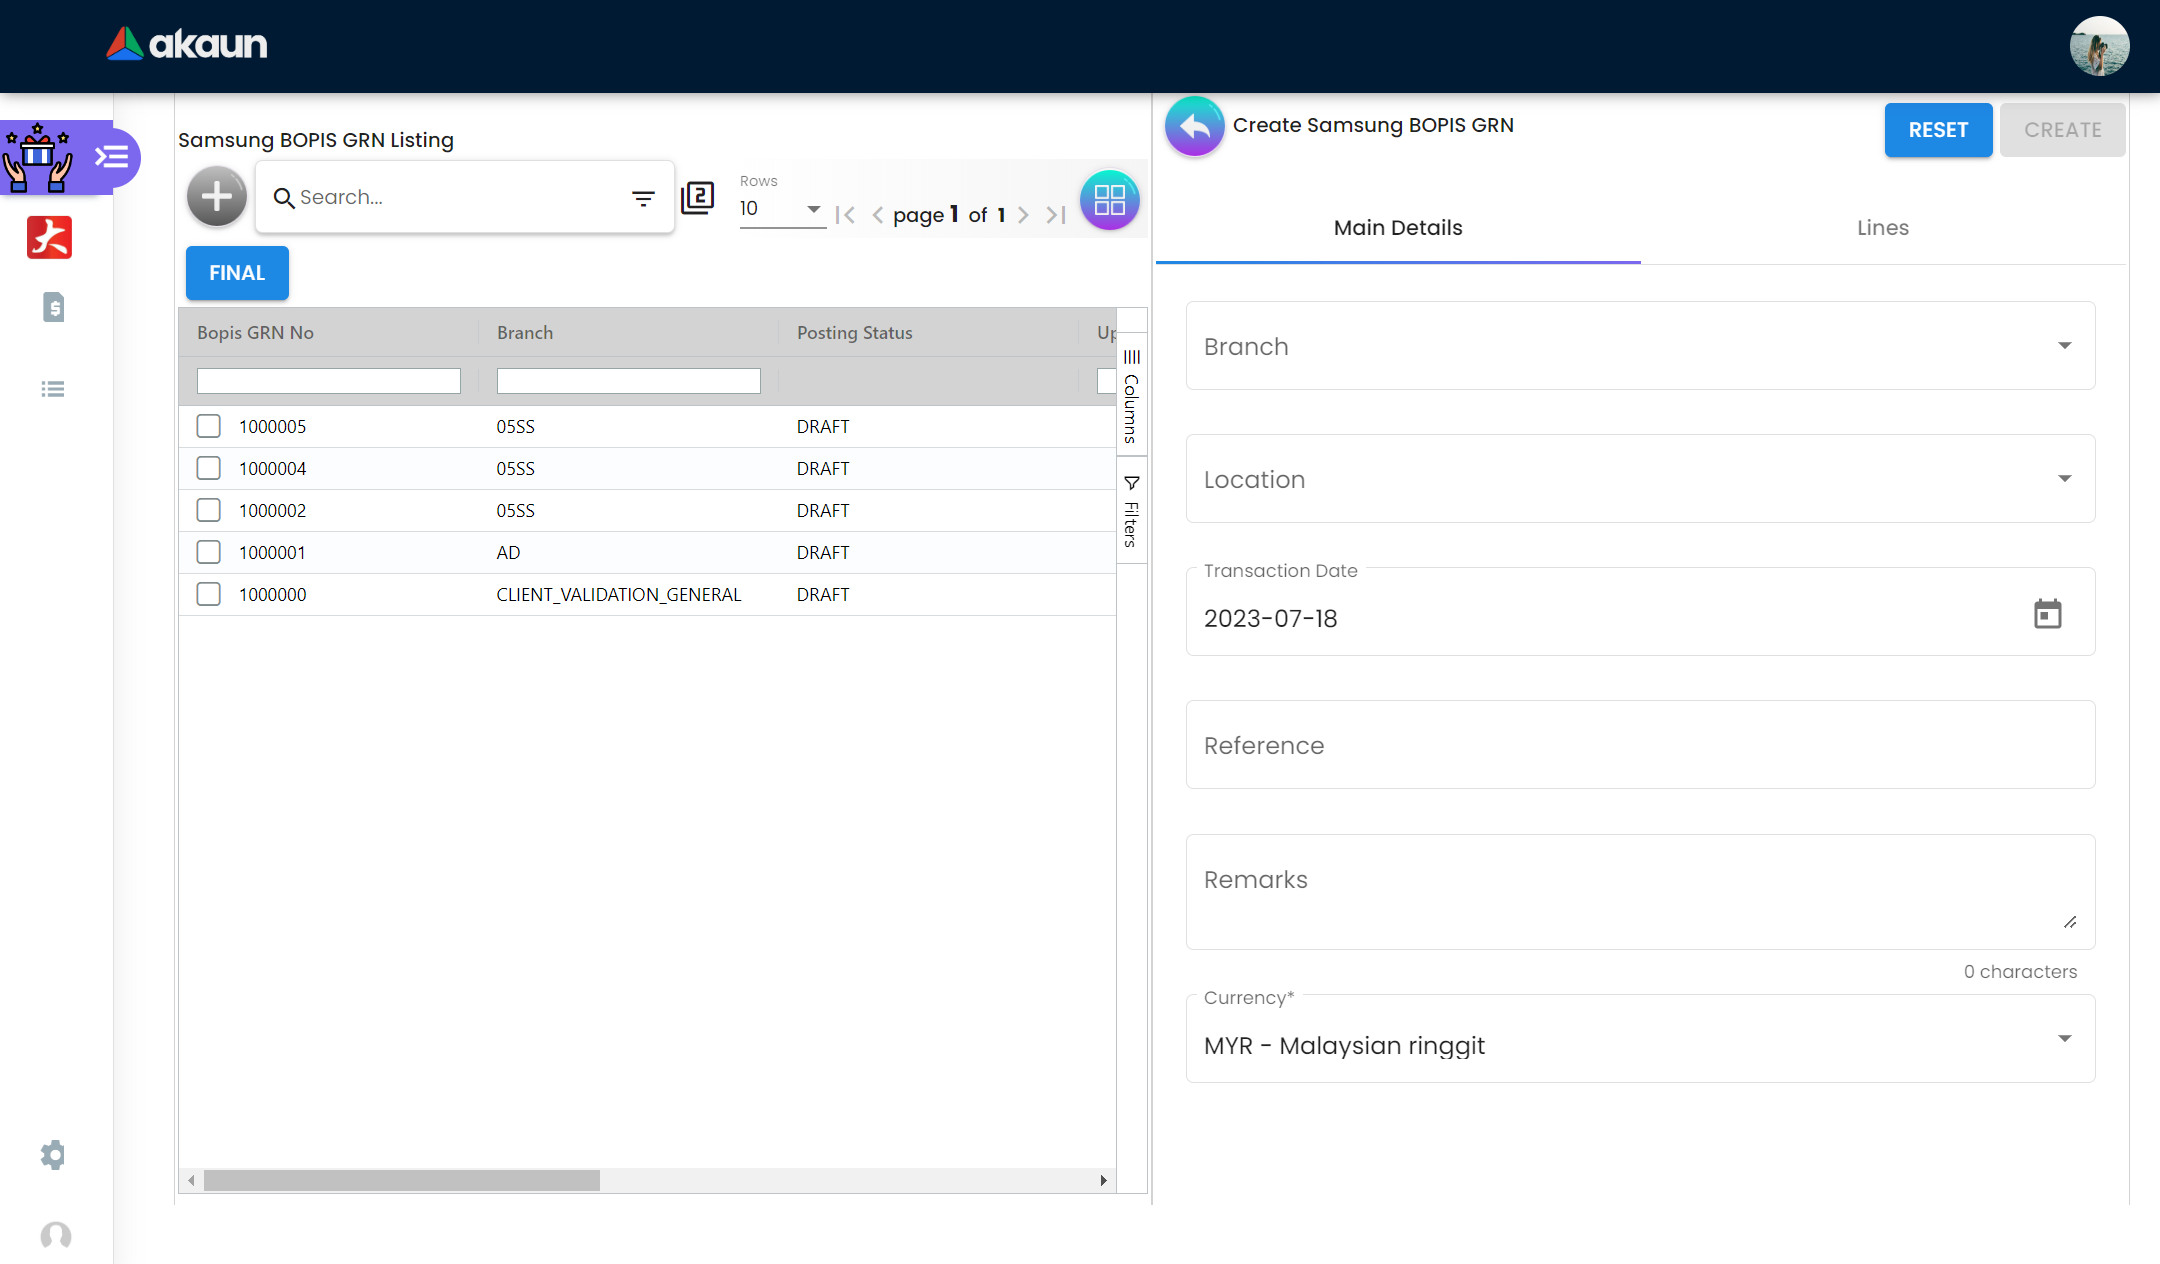 akaun
Samsung BOPIS GRN Listing
Search...
2
Rows
10
page 1 of 1
FINAL
Bopis GRN No Branch Posting Status Up
1000005 05SS DRAFT
1000004 05SS DRAFT
1000002 05SS DRAFT
1000001 AD DRAFT
1000000 CLIENT_VALIDATION_GENERAL DRAFT
Columns
Filters
Create Samsung BOPIS GRN
RESET CREATE
Main Details Lines
Branch
Location
Transaction Date
2023-07-18
Reference
Remarks
0 characters
Currency*
MYR - Malaysian ringgit